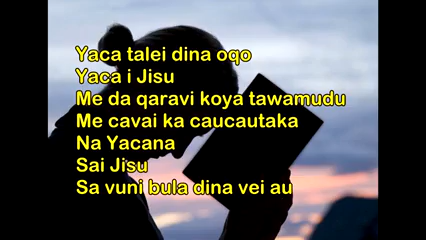 Yaca talei dina oqo
Yaca i Jisu
Me da qaravi koya tawamudu
Me cavai ka caucautaka
Na Yacana
Sai Jisu
Sa vuni bula dina vei au